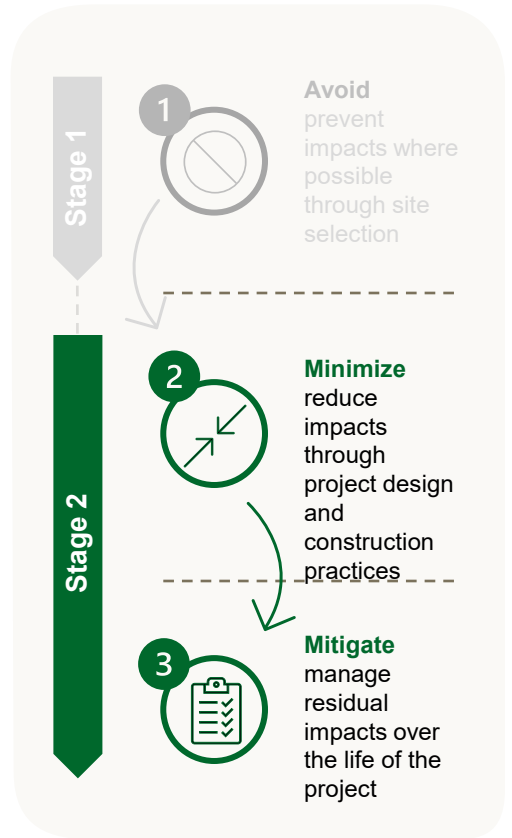 Stage 1
1
Avoid
prevent
impacts where
possible
through site
selection
Stage 2
2
Minimize
reduce
impacts
through
project design
and
construction
practices
3
Mitigate
manage
residual
impacts over
the life of the
project